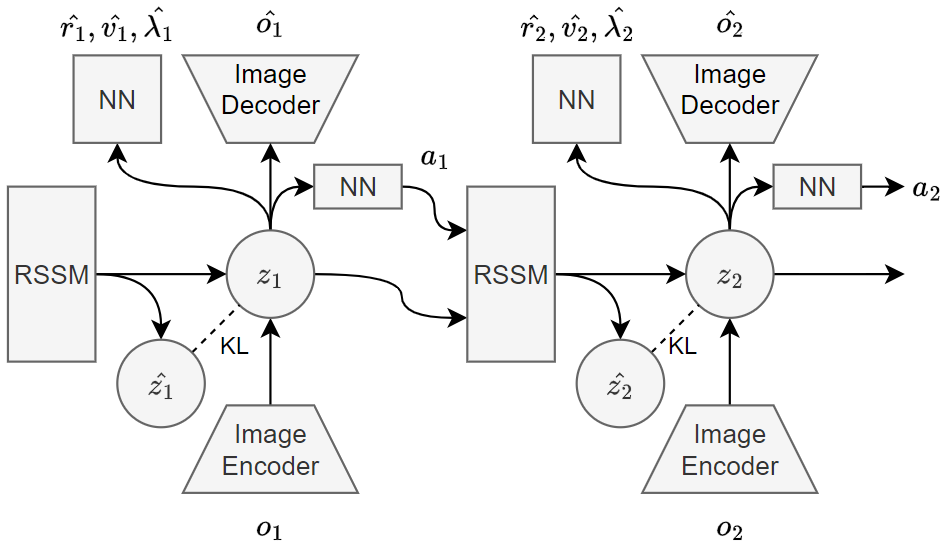 $\hat{r_1}, \hat{v_1}, \hat{\lambda_1}$
$\hat{o_1}$
$\hat{r_2}, \hat{v_2}, \hat{\lambda_2}$
$\hat{o_2}$
NN
Image
Decoder
NN
Image
Decoder
$a_1$
NN
NN
$a_2$
RSSM
$z_1$
RSSM
$z_2$
KL
KL
$\hat{z_1}$
$\hat{z_2}$
Image
Encoder
Image
Encoder
$o_1$
$o_2$